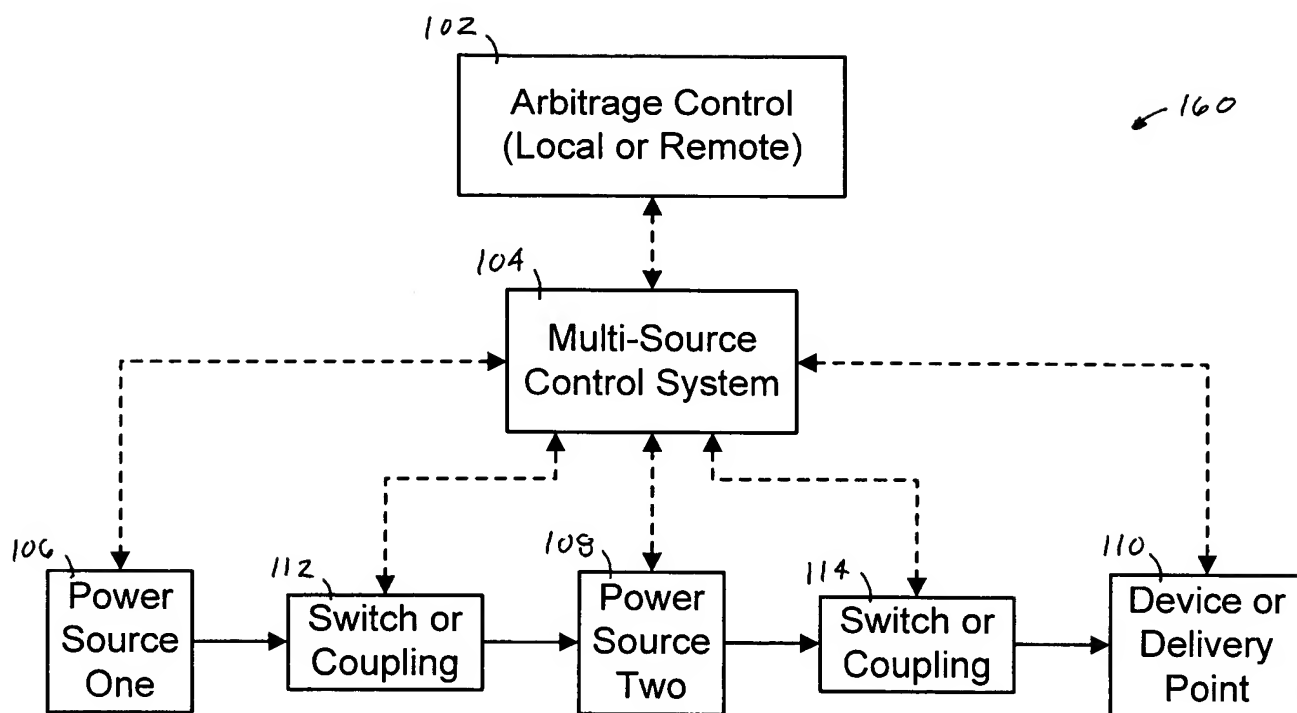 102
Arbitrage Control
(Local or Remote)
160
104
Multi-Source
Control System
106
Power
Source
One
112
Switch or
Coupling
108
Power
Source
Two
114
Switch or
Coupling
110
Device or
Delivery
Point